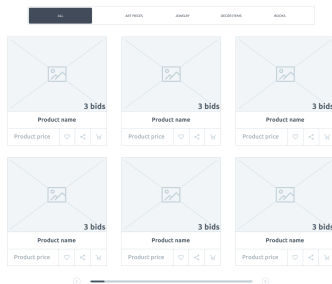 ALL ART PIECES JEWELRY DECOR ITEMS BOOKS
3 bids 3 bids 3 bids
Product name Product name Product name
Product price Product price Product price
3 bids 3 bids 3 bids
Product name Product name Product name
Product price Product price Product price